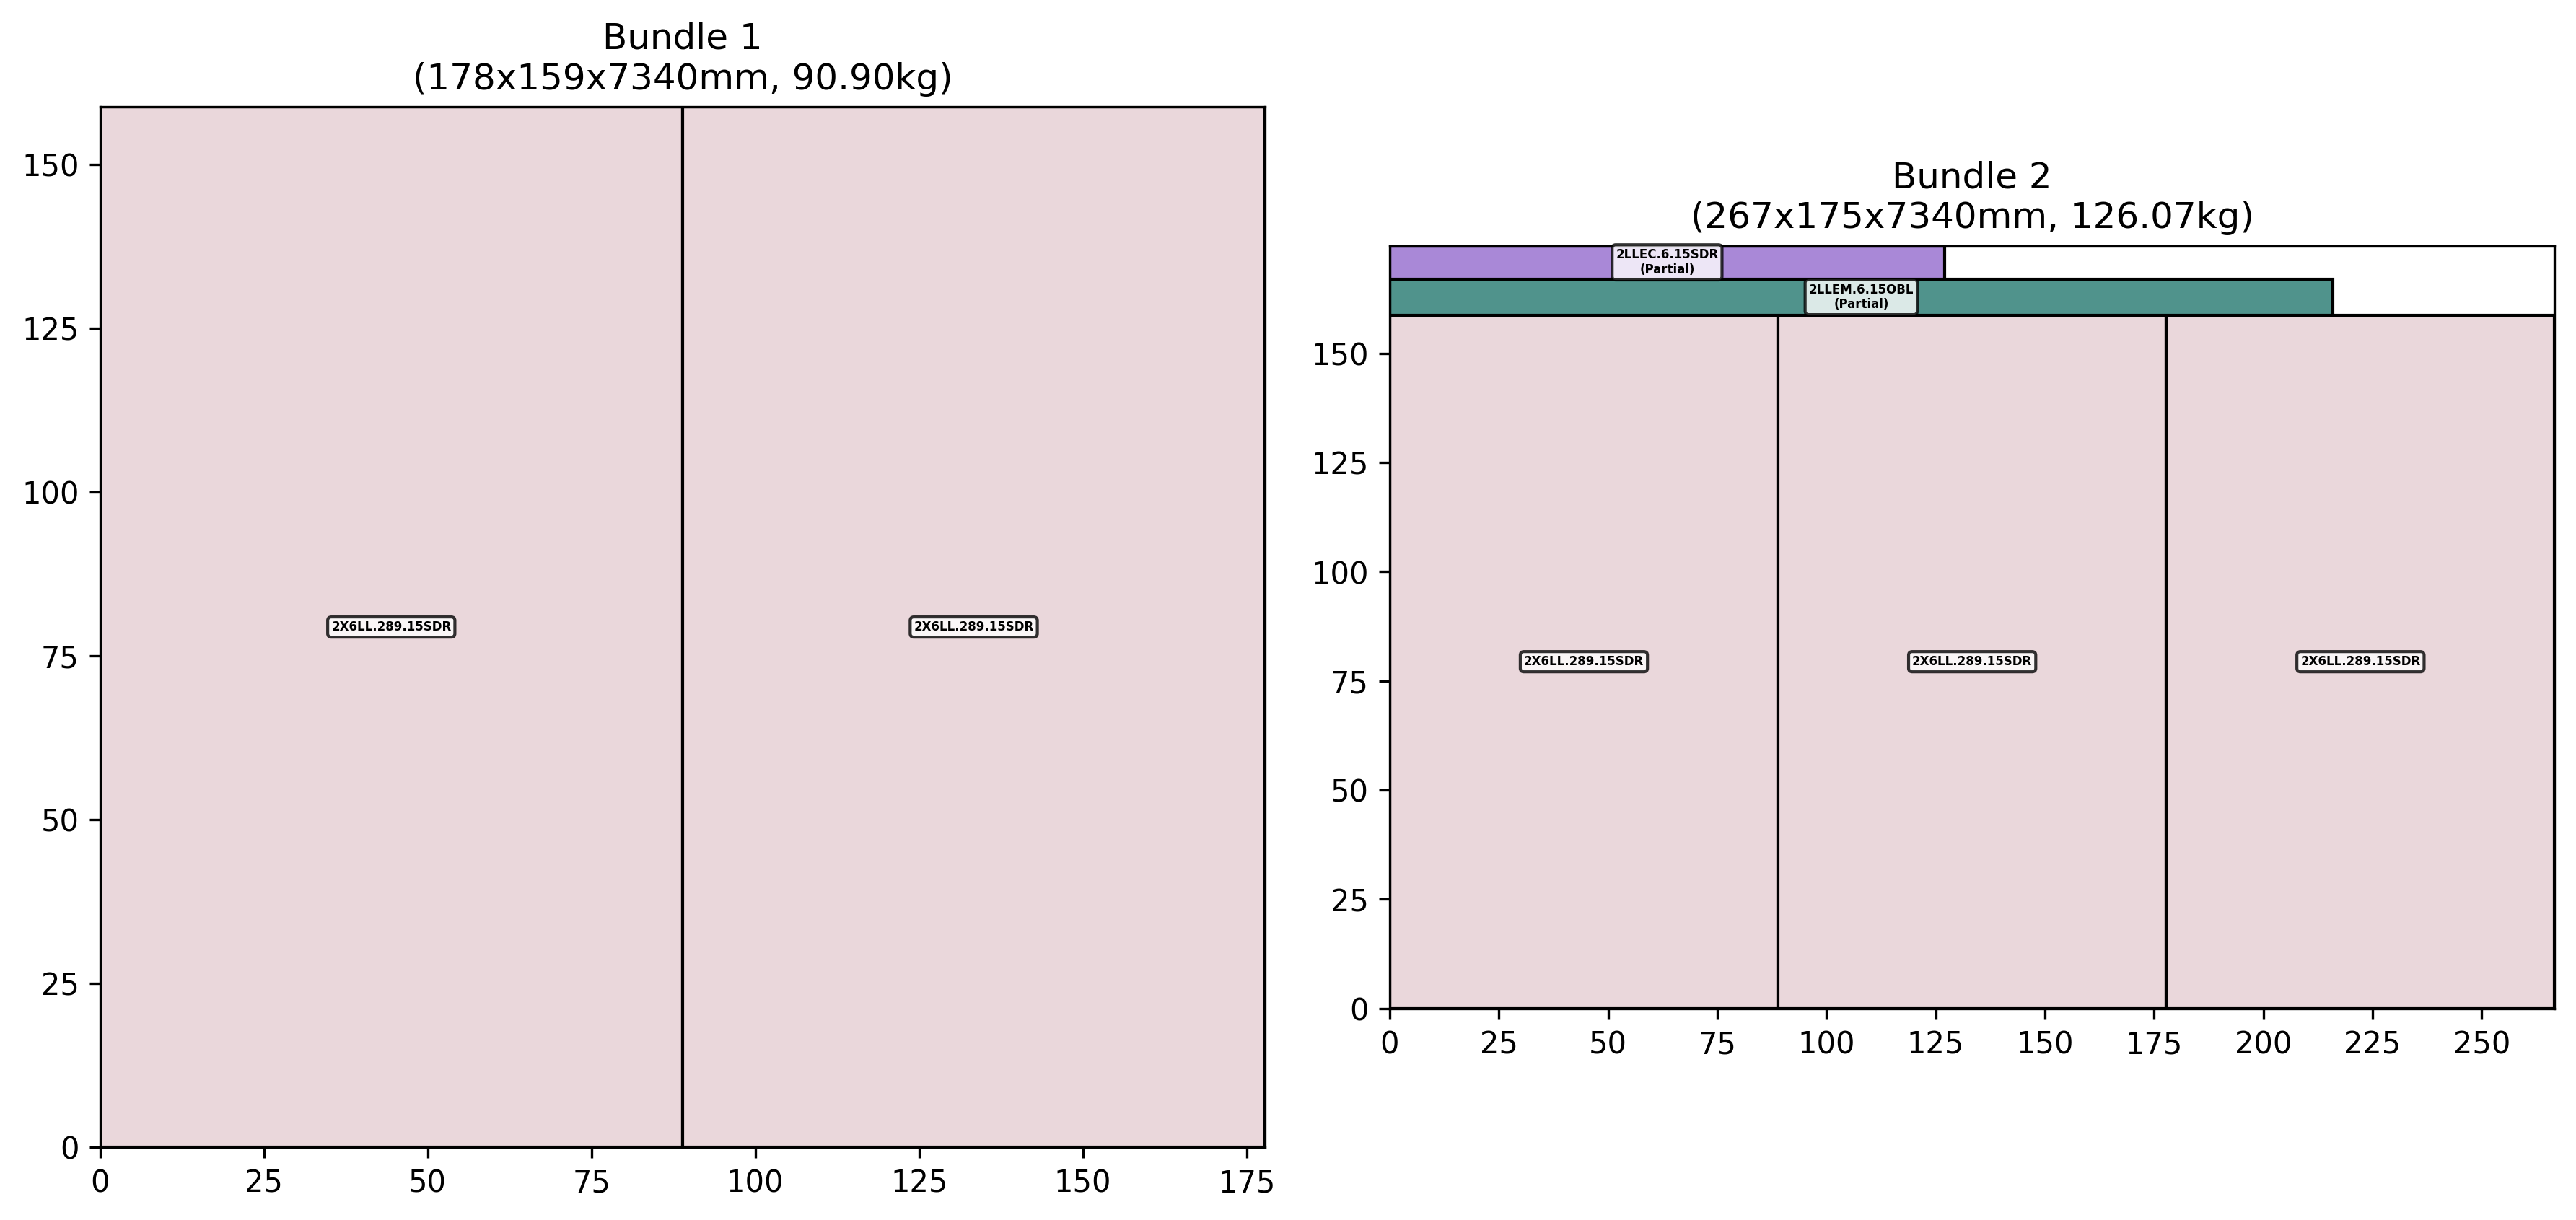 Bundle 1
(178x159x7340mm, 90.90kg)
150
125
100
75
50
25
0
2X6LL.289.15SDR
2X6LL.289.15SDR
0 25 50 75 100 125 150 175
Bundle 2
(267x175x7340mm, 126.07kg)
2LLEC.6.15SDR
(Partial)
2LLEM.6.15OBL
(Partial)
150
125
100
75
50
25
0
2X6LL.289.15SDR
2X6LL.289.15SDR
2X6LL.289.15SDR
0 25 50 75 100 125 150 175 200 225 250